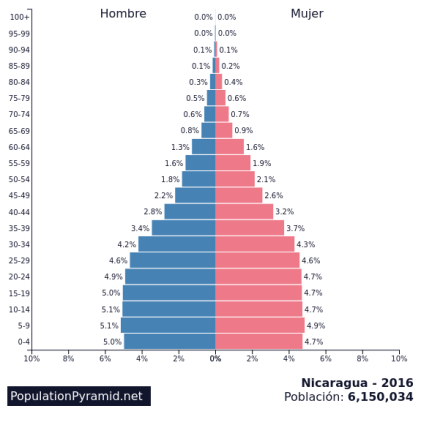 Hombre Mujer
100+ 0.0% 0.0%
95-99 0.0% 0.0%
90-94 0.1% 0.1%
85-89 0.1% 0.2%
80-84 0.3% 0.4%
75-79 0.5% 0.6%
70-74 0.6% 0.7%
65-69 0.8% 0.9%
60-64 1.3% 1.6%
55-59 1.6% 1.9%
50-54 1.8% 2.1%
45-49 2.2% 2.6%
40-44 2.8% 3.2%
35-39 3.4% 3.7%
30-34 4.2% 4.3%
25-29 4.6% 4.6%
20-24 4.9% 4.7%
15-19 5.0% 4.7%
10-14 5.1% 4.7%
5-9 5.1% 4.9%
0-4 5.0% 4.7%
10% 8% 6% 4% 2% 0% 2% 4% 6% 8% 10%
Nicaragua - 2016
PopulationPyramid.net Población: 6,150,034